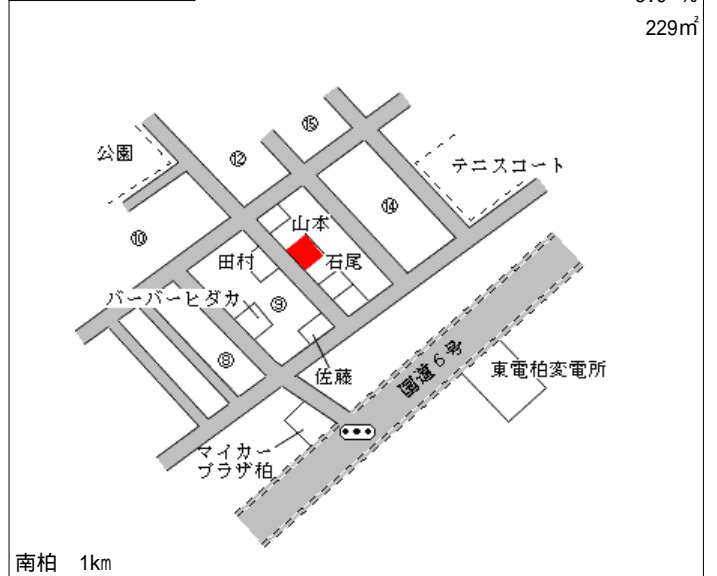 229㎡
⑮
公園
⑫
テニスコート
⑭
山本
⑩
田村
石尾
バーバーヒダカ
⑨
国道6号
⑧
佐藤
東電柏変電所
マイカー
プラザ柏
南柏 1km